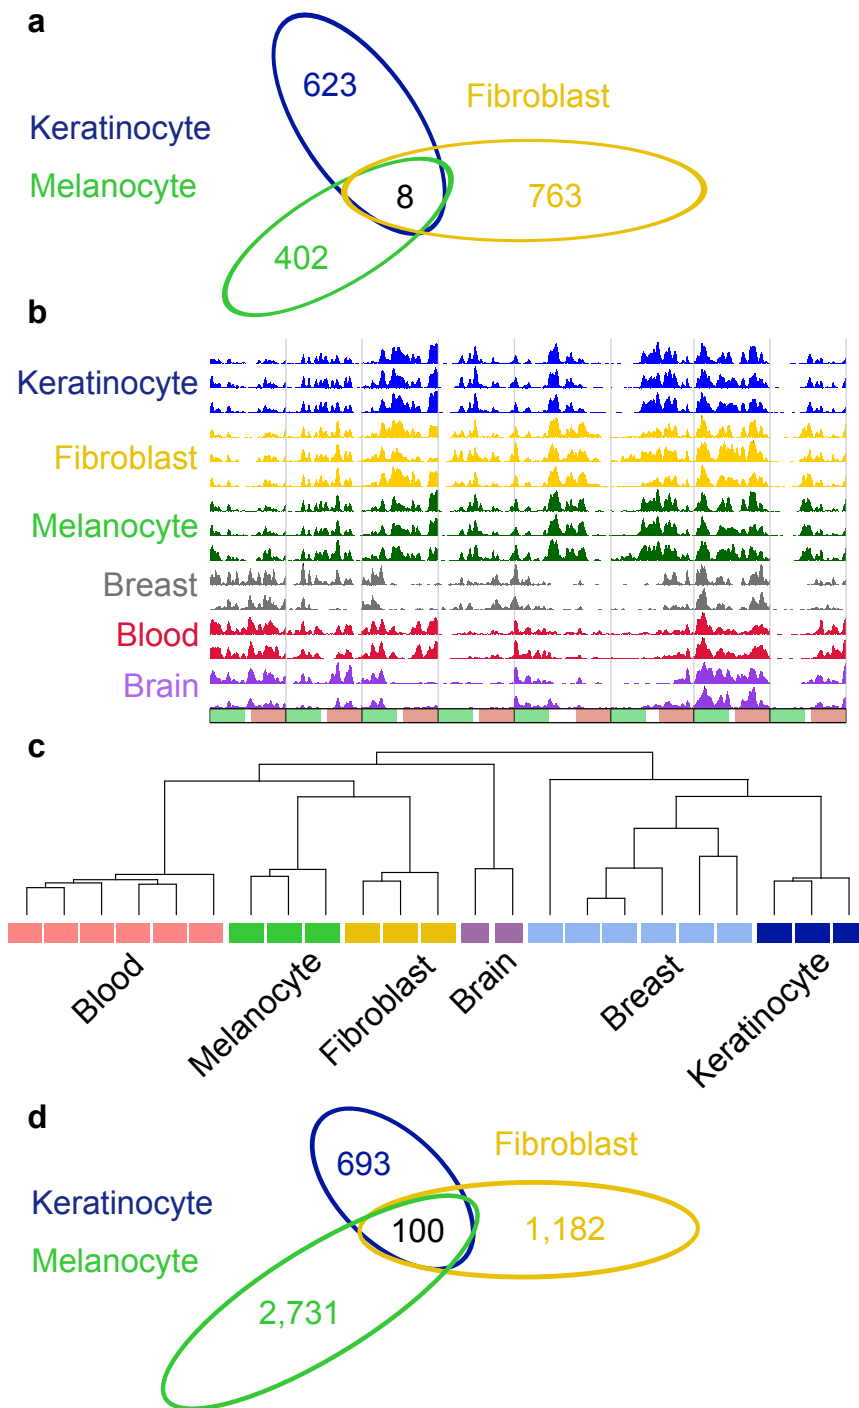 a
623
Fibroblast
Keratinocyte
Melanocyte
8
763
402
b
Keratinocyte
Fibroblast
Melanocyte
Breast
Blood
Brain
c
Blood
Melanocyte
Fibroblast
Brain
Breast
Keratinocyte
d
693
Fibroblast
Keratinocyte
100
1,182
Melanocyte
2,731